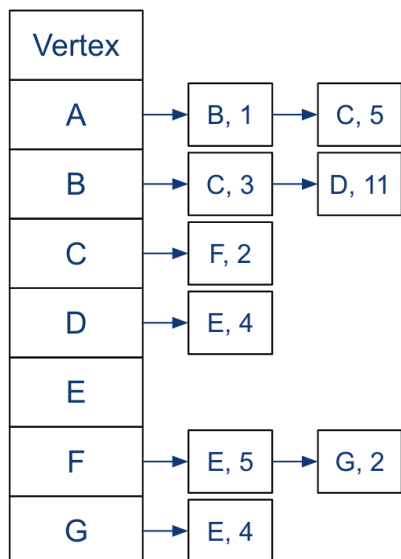 Vertex
A B, 1 C, 5
B C, 3 D, 11
C F, 2
D E, 4
E
F E, 5 G, 2
G E, 4